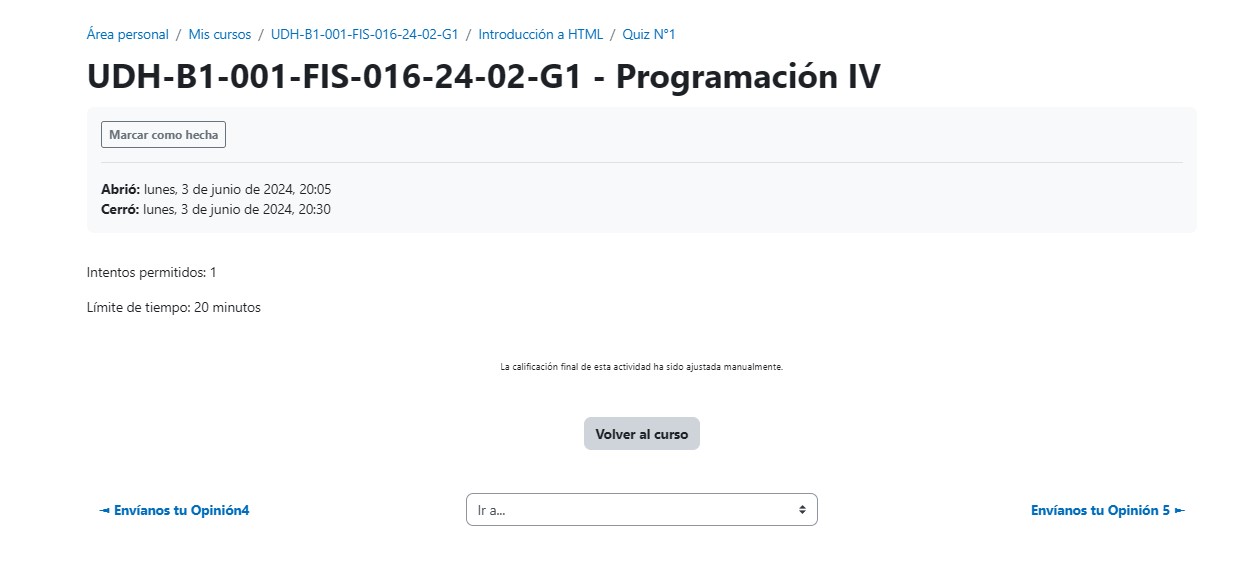 Área personal / Mis cursos / UDH-B1-001-FIS-016-24-02-G1 / Introducción a HTML / Quiz N°1
UDH-B1-001-FIS-016-24-02-G1 - Programación IV
Marcar como hecha
Abrió: lunes, 3 de junio de 2024, 20:05
Cerró: lunes, 3 de junio de 2024, 20:30
Intentos permitidos: 1
Límite de tiempo: 20 minutos
La calificación final de esta actividad ha sido ajustada manualmente.
Volver al curso
◄ Envíanos tu Opinión4
Ir a...
Envíanos tu Opinión 5 ►